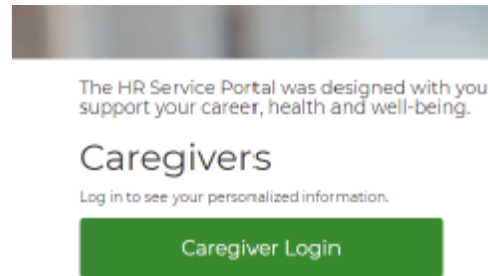 The HR Service Portal was designed with you
support your career, health and well-being.
Caregivers
Log in to see your personalized information.
Caregiver Login